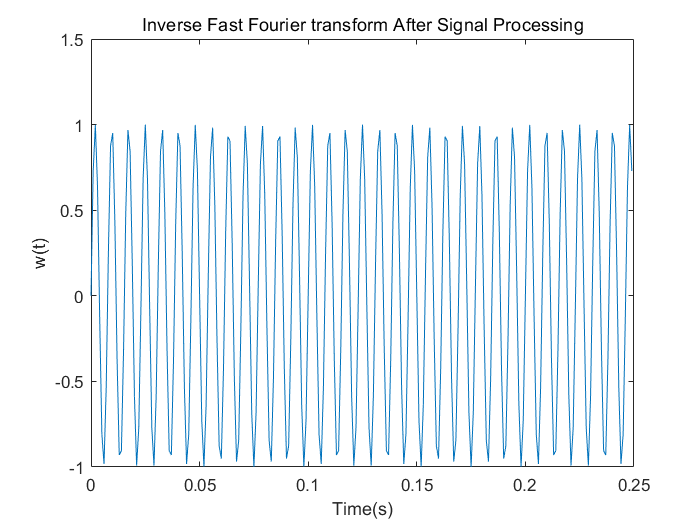 Inverse Fast Fourier transform After Signal Processing
1.5
1
0.5
0
-0.5
-1
w(t)
0 0.05 0.1 0.15 0.2 0.25
Time(s)